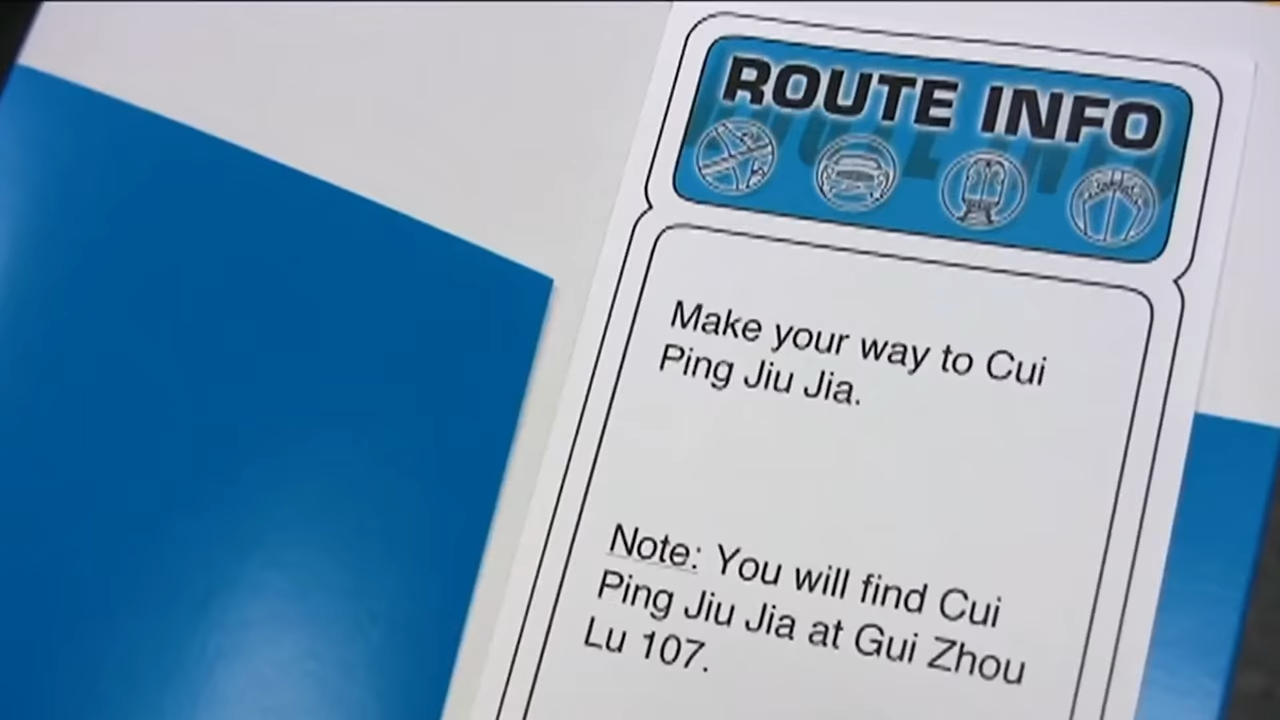 ROUTE INFO
Make your way to Cui
Ping Jiu Jia.
Note: You will find Cui
Ping Jiu Jia at Gui Zhou
Lu 107.